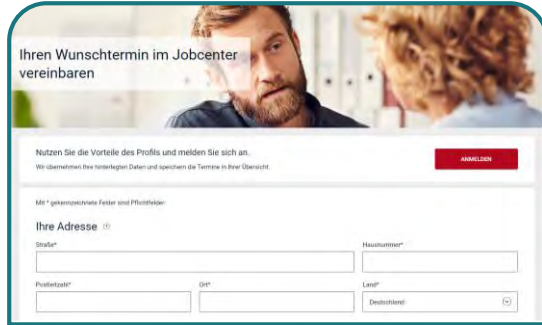 Ihren Wunschtermin im Jobcenter
vereinbaren
Nutzen Sie die Vorteile des Profils und melden Sie sich an.
Wir übernehmen Ihre hinterlegten Daten und speichern die Termine in Ihrer Übersicht.
ANMELDEN
Mit * gekennzeichnete Felder sind Pflichtfelder.
Ihre Adresse
Straße* Hausnummer*
Postleitzahl* Ort* Land*
Deutschland